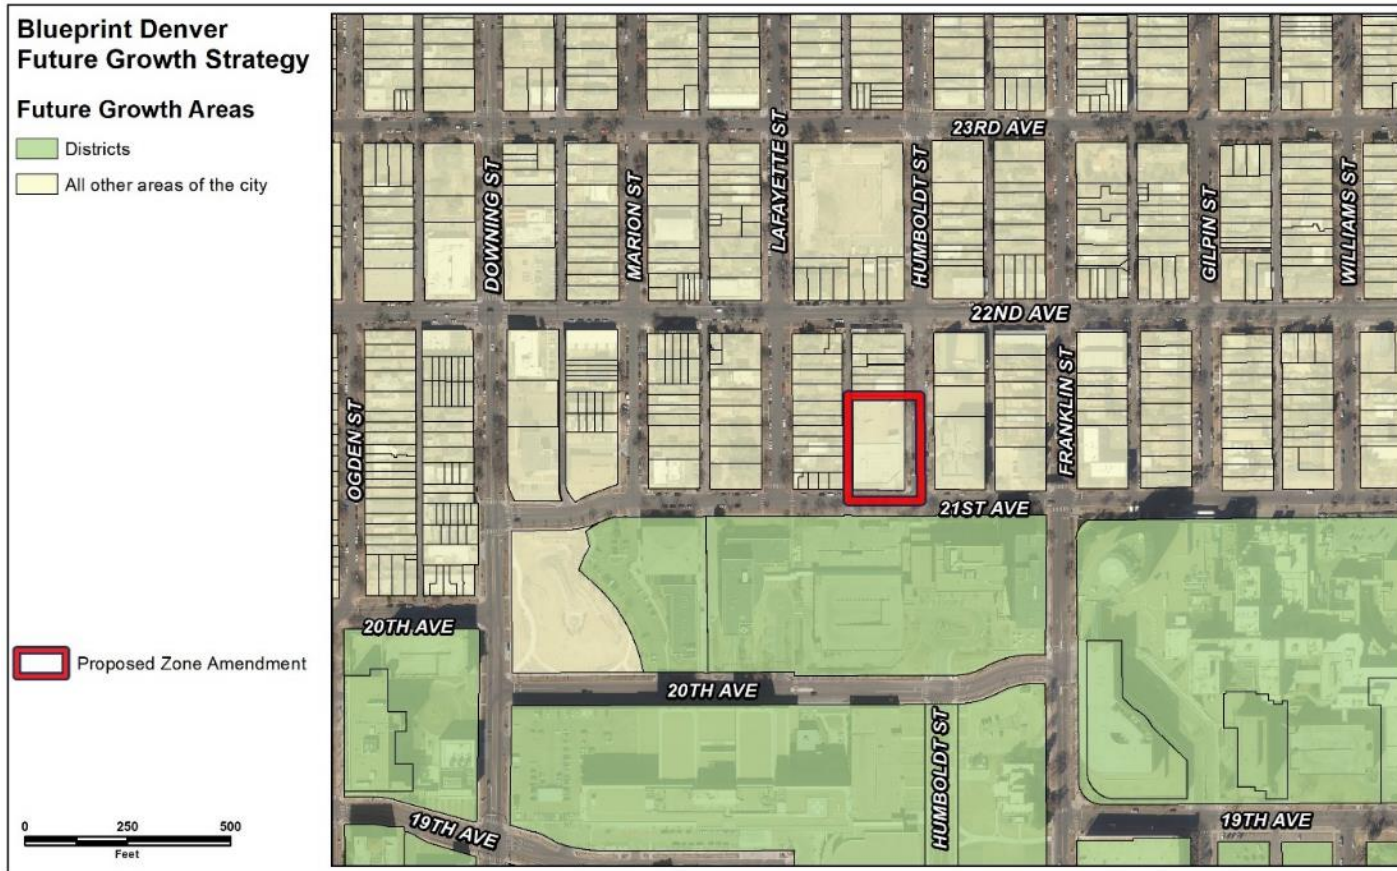 Blueprint Denver
Future Growth Strategy
Future Growth Areas
Districts
All other areas of the city
Proposed Zone Amendment
0 250 500
Feet
23RD AVE
DOWNING ST
MARION ST
LAFAYETTE ST
HUMBOLDT ST
GILPIN ST
WILLIAMS ST
22ND AVE
OGDEN ST
FRANKLIN ST
21ST AVE
20TH AVE
20TH AVE
HUMBOLDT ST
19TH AVE
19TH AVE